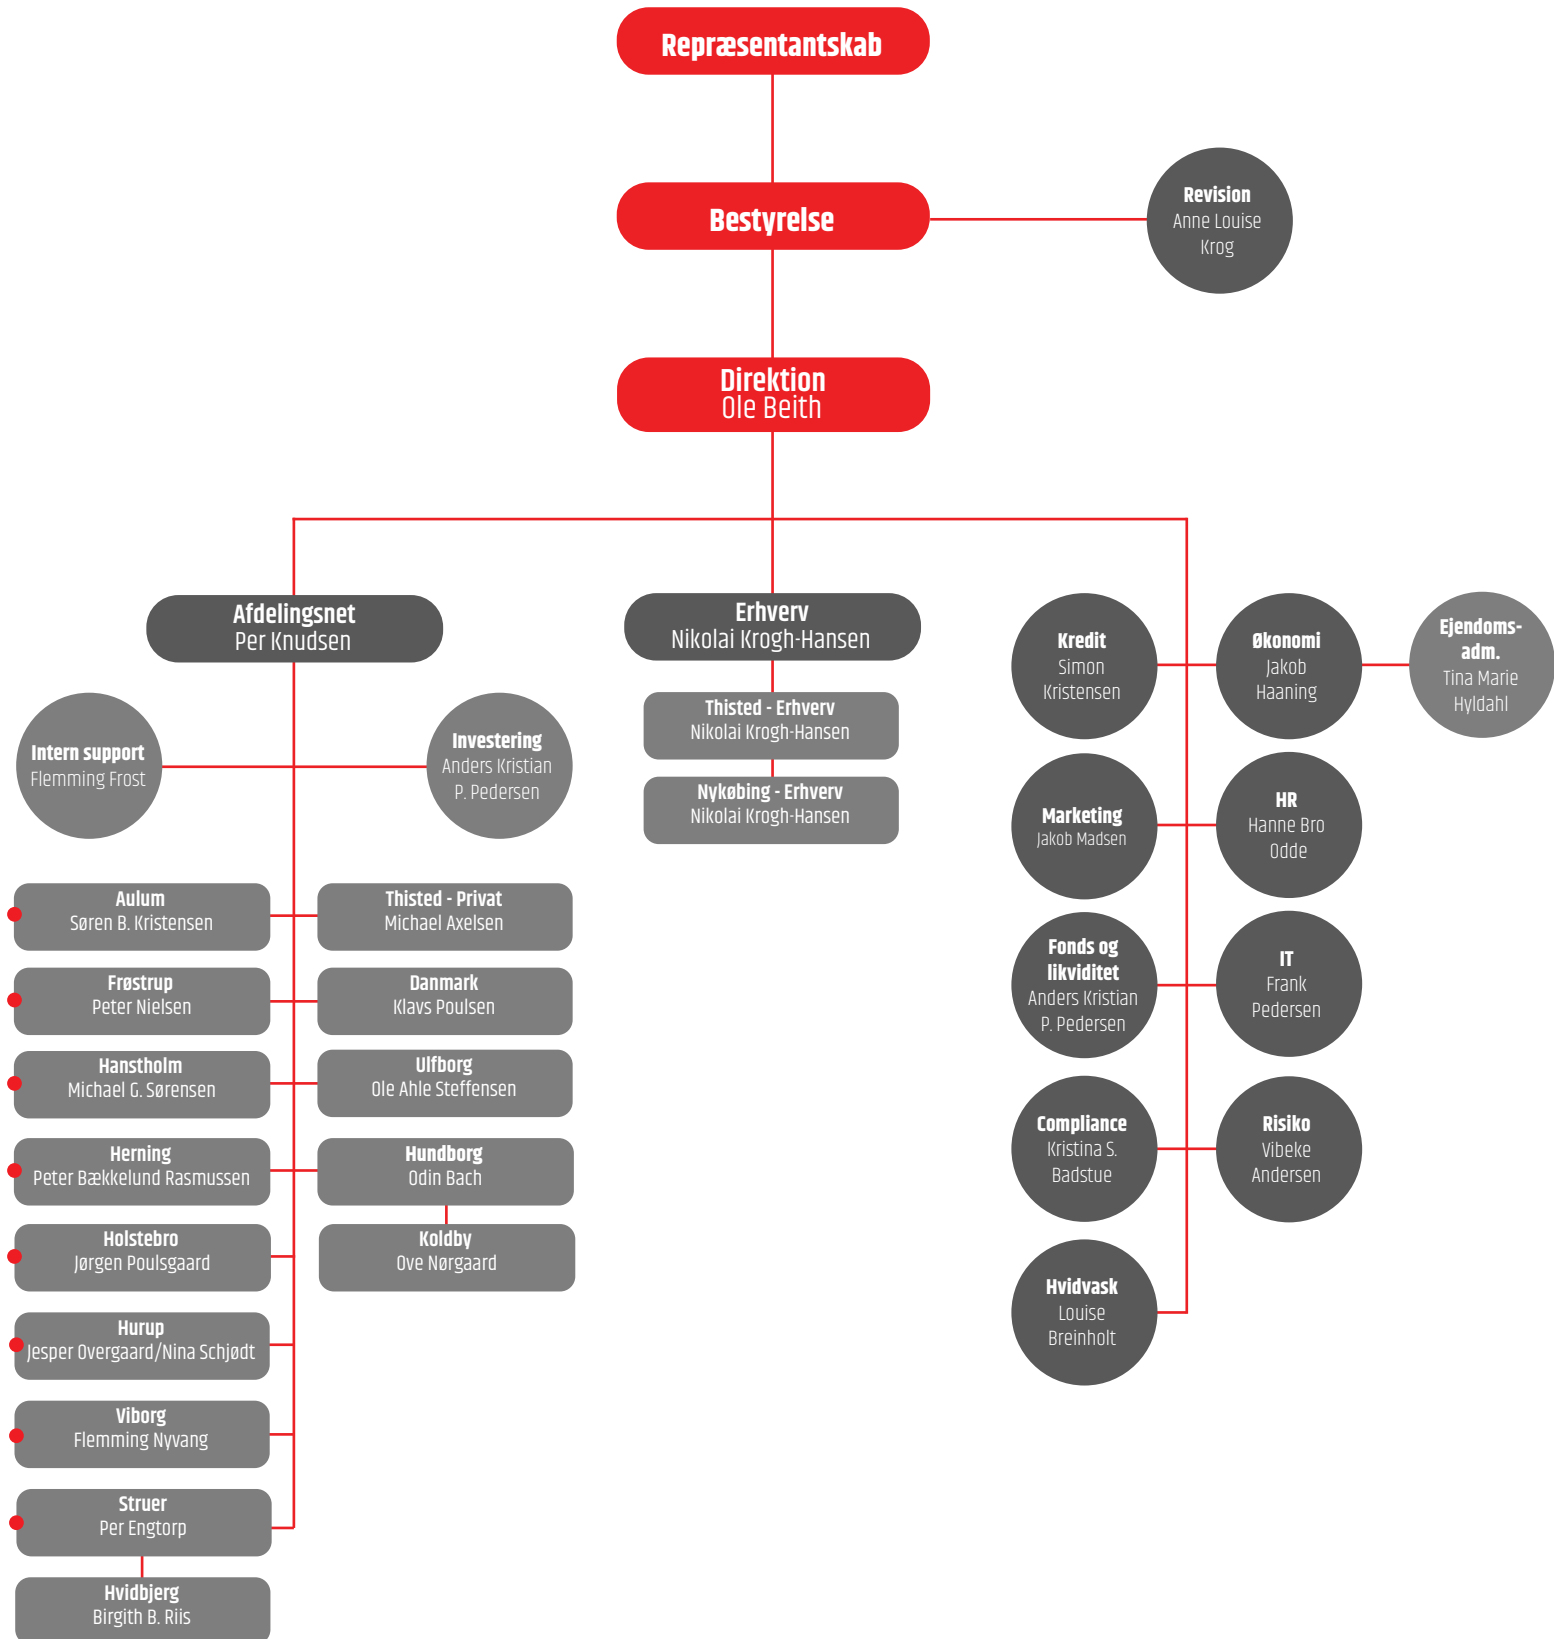 Repræsentantskab
Bestyrelse
Revision
Anne Louise
Krog
Direktion
Ole Beith
Afdelingsnet
Per Knudsen
Intern support
Flemming Frost
Investering
Anders Kristian
P. Pedersen
Aulum
Søren B. Kristensen
Thisted - Privat
Michael Axelsen
Frøstrup
Peter Nielsen
Danmark
Klavs Poulsen
Hanstholm
Michael G. Sørensen
Ulfborg
Ole Ahle Steffensen
Herning
Peter Bækkelund Rasmussen
Hundborg
Odin Bach
Holstebro
Jørgen Poulsgaard
Koldby
Ove Nørgaard
Hurup
Jesper Overgaard/Nina Schjødt
Viborg
Flemming Nyvang
Struer
Per Engtorp
Hvidbjerg
Birgith B. Riis
Erhverv
Nikolai Krogh-Hansen
Thisted - Erhverv
Nikolai Krogh-Hansen
Nykøbing - Erhverv
Nikolai Krogh-Hansen
Kredit
Simon
Kristensen
Økonomi
Jakob
Haaning
Ejendoms-
adm.
Tina Marie
Hyldahl
Marketing
Jakob Madsen
HR
Hanne Bro
Odde
Fonds og
likviditet
Anders Kristian
P. Pedersen
IT
Frank
Pedersen
Compliance
Kristina S.
Badstue
Risiko
Vibeke
Andersen
Hvidvask
Louise
Breinholt